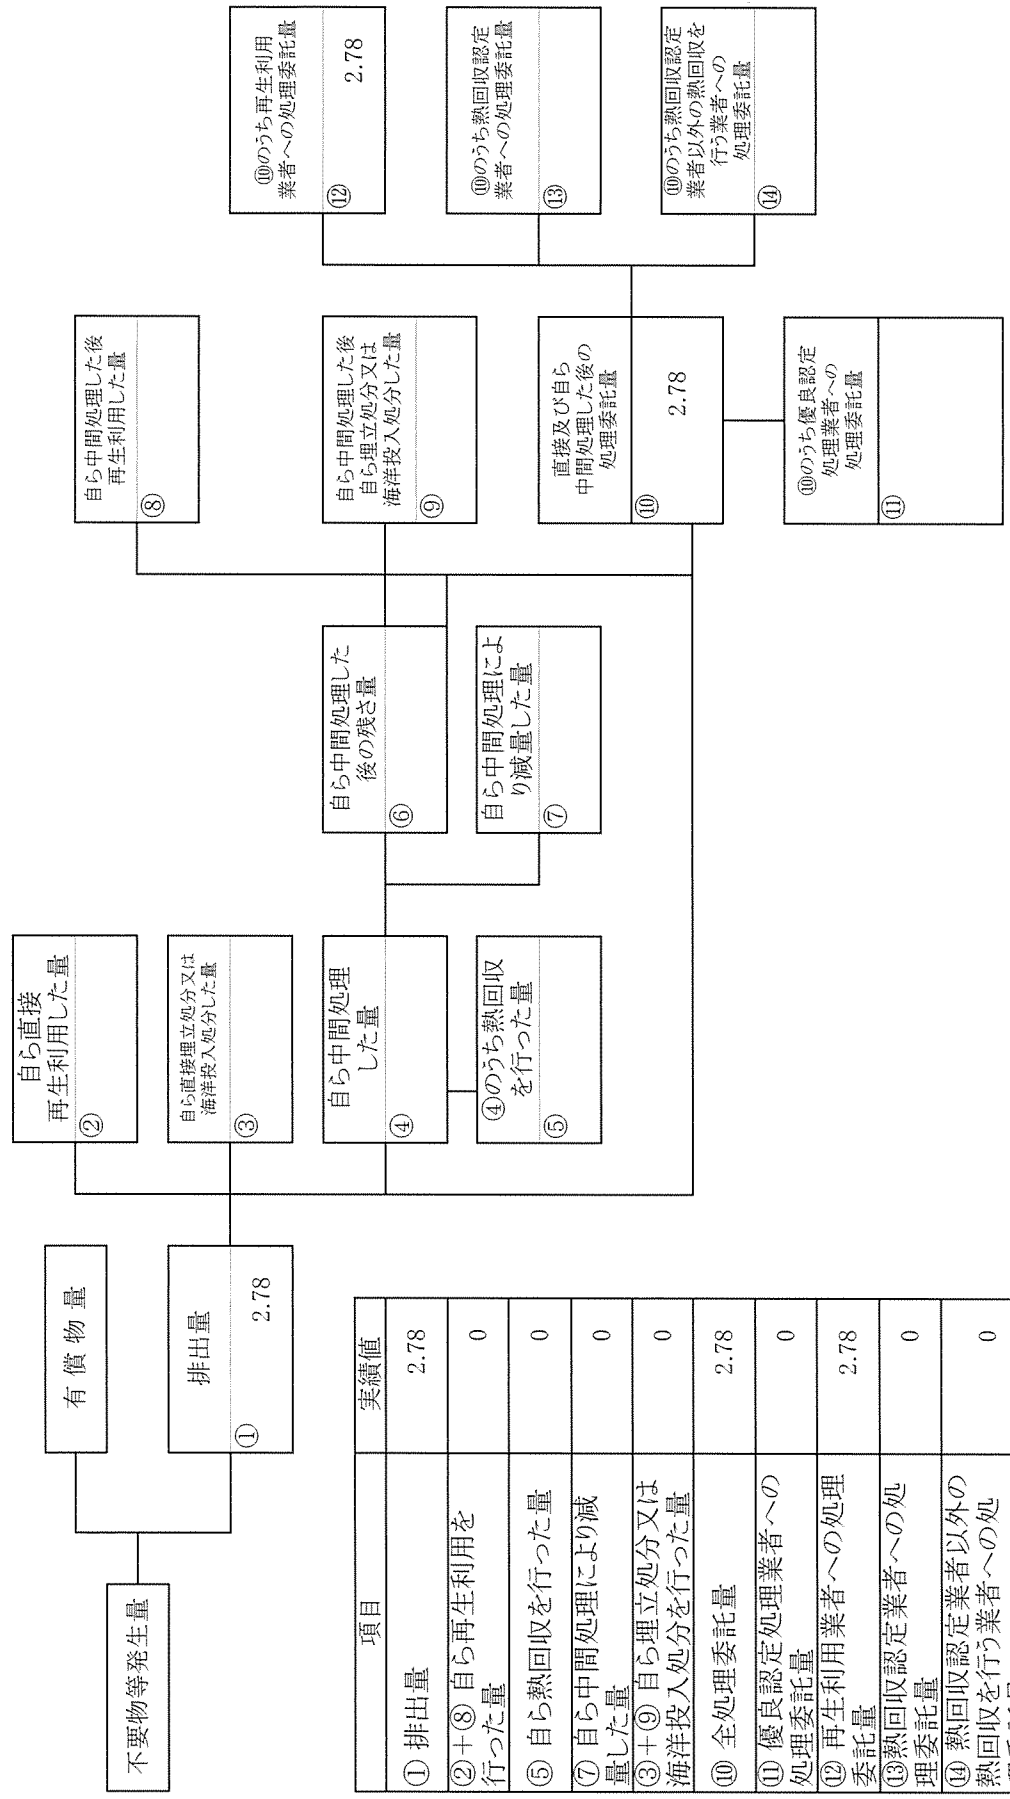 不要物等発生量
有 償 物 量
排出量
①
2.78
自ら直接
再生利用した量
②
自ら直接埋立処分又は
海洋投入処分した量
③
自ら中間処理
した量
④
④のうち熱回収
を行った量
⑤
自ら中間処理した
後の残さ量
⑥
自ら中間処理によ
り減量した量
⑦
自ら中間処理した後
再生利用した量
⑧
自ら中間処理した後
自ら埋立処分又は
海洋投入処分した量
⑨
直接及び自ら
中間処理した後の
処理委託量
⑩
2.78
⑩のうち優良認定
処理業者への
処理委託量
⑪
⑩のうち再生利用
業者への処理委託量
⑫
2.78
⑩のうち熱回収認定
業者への処理委託量
⑬
⑩のうち熱回収認定
業者以外の熱回収を
行う業者への
処理委託量
⑭
項目 実績値
① 排出量 2.78
②+⑧ 自ら再生利用を
行った量 0
⑤ 自ら熱回収を行った量 0
⑦ 自ら中間処理により減
量した量 0
③+⑨ 自ら埋立処分又は
海洋投入処分を行った量 0
⑩ 全処理委託量 2.78
⑪ 優良認定処理業者への
処理委託量 0
⑫ 再生利用業者への処理
委託量 2.78
⑬熱回収認定業者への処
理委託量 0
⑭ 熱回収認定業者以外の
熱回収を行う業者への処 0